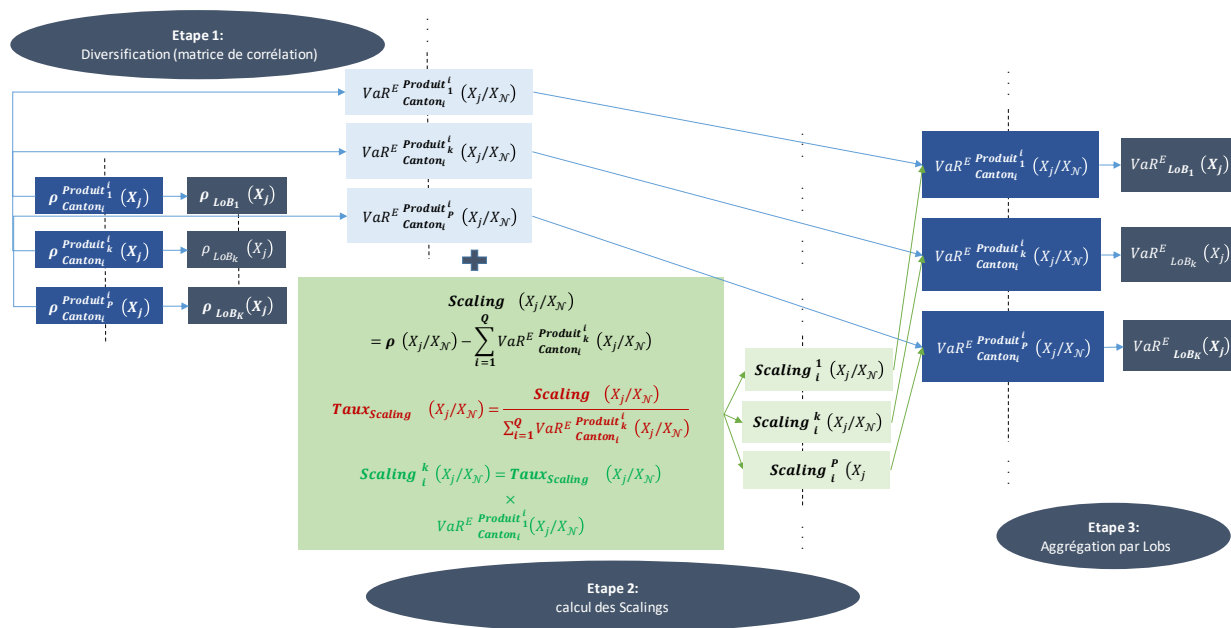 Etape 1:
Diversification (matrice de corrélation)
ρ Produit^i_1 Canton_i (X_j)
ρ LoB_1 (X_j)
ρ Produit^i_k Canton_i (X_j)
ρ LoB_k (X_j)
ρ Produit^i_P Canton_i (X_j)
ρ LoB_K (X_j)
VaR^E Produit^i_1 Canton_i (X_j/X_𝒩)
VaR^E Produit^i_k Canton_i (X_j/X_𝒩)
VaR^E Produit^i_P Canton_i (X_j/X_𝒩)
Scaling (X_j/X_𝒩)
= ρ (X_j/X_𝒩) − ∑_{i=1}^{Q} VaR^E Produit^i_k Canton_i (X_j/X_𝒩)
Taux_Scaling (X_j/X_𝒩) = Scaling (X_j/X_𝒩) / ∑_{i=1}^{Q} VaR^E Produit^i_k Canton_i (X_j/X_𝒩)
Scaling^k_i (X_j/X_𝒩) = Taux_Scaling (X_j/X_𝒩)
×
VaR^E Produit^i_1 Canton_i (X_j/X_𝒩)
Scaling^1_i (X_j/X_𝒩)
Scaling^k_i (X_j/X_𝒩)
Scaling^P_i (X_j
Etape 2:
calcul des Scalings
VaR^E Produit^i_1 Canton_i (X_j/X_𝒩)
VaR^E LoB_1 (X_j)
VaR^E Produit^i_k Canton_i (X_j/X_𝒩)
VaR^E LoB_k (X_j)
VaR^E Produit^i_P Canton_i (X_j/X_𝒩)
VaR^E LoB_K (X_j)
Etape 3:
Aggrégation par Lobs